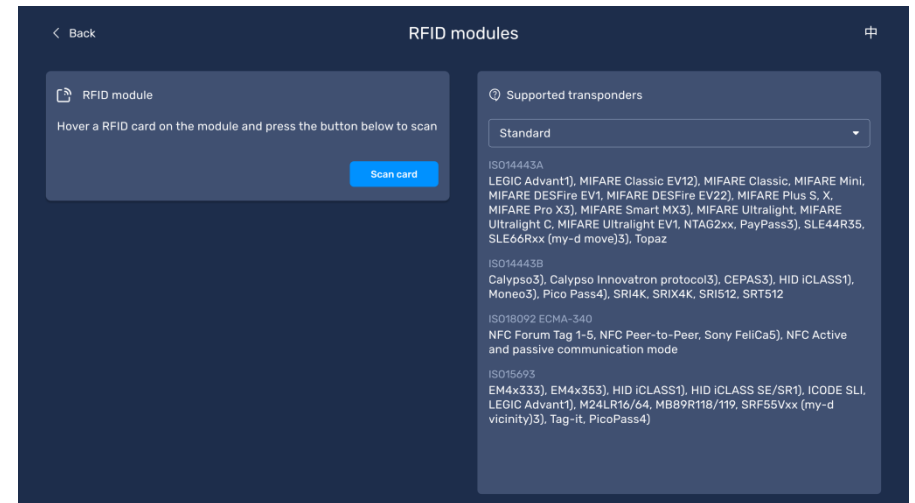 Back
RFID modules
中
RFID module
Hover a RFID card on the module and press the button below to scan
Scan card
Supported transponders
Standard
ISO14443A
LEGIC Advant1), MIFARE Classic EV12), MIFARE Classic, MIFARE Mini,
MIFARE DESFire EV1, MIFARE DESFire EV22), MIFARE Plus S, X,
MIFARE Pro X3), MIFARE Smart MX3), MIFARE Ultralight, MIFARE
Ultralight C, MIFARE Ultralight EV1, NTAG2xx, PayPass3), SLE44R35,
SLE66Rxx (my-d move)3), Topaz
ISO14443B
Calypso3), Calypso Innovatron protocol3), CEPAS3), HID iCLASS1),
Moneo3), Pico Pass4), SRI4K, SRIX4K, SRI512, SRT512
ISO18092 ECMA-340
NFC Forum Tag 1-5, NFC Peer-to-Peer, Sony FeliCa5), NFC Active
and passive communication mode
ISO15693
EM4x333), EM4x353), HID iCLASS1), HID iCLASS SE/SR1), ICODE SLI,
LEGIC Advant1), M24LR16/64, MB89R118/119, SRF55Vxx (my-d
vicinity)3), Tag-it, PicoPass4)